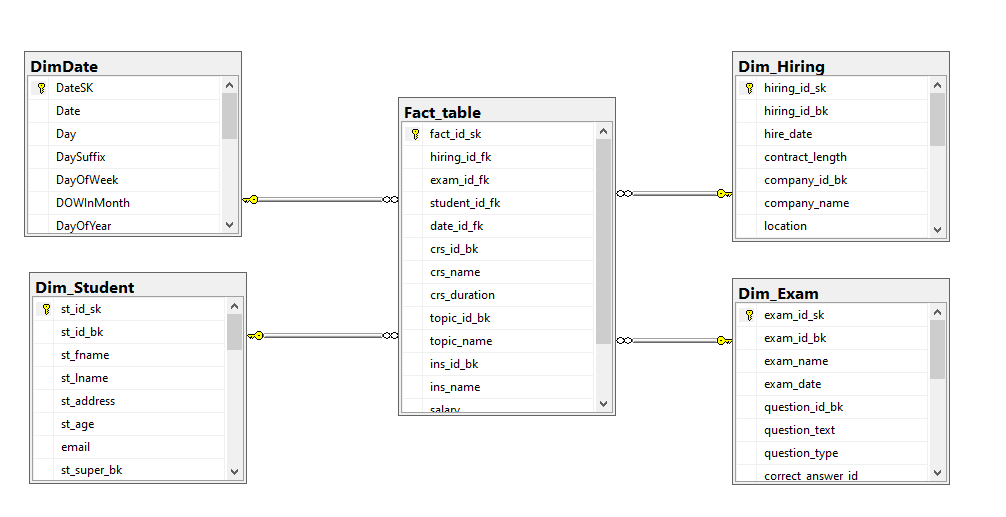 DimDate
DateSK
Date
Day
DaySuffix
DayOfWeek
DOWInMonth
DayOfYear
Dim_Student
st_id_sk
st_id_bk
st_fname
st_lname
st_address
st_age
email
st_super_bk
Fact_table
fact_id_sk
hiring_id_fk
exam_id_fk
student_id_fk
date_id_fk
crs_id_bk
crs_name
crs_duration
topic_id_bk
topic_name
ins_id_bk
ins_name
salary
Dim_Hiring
hiring_id_sk
hiring_id_bk
hire_date
contract_length
company_id_bk
company_name
location
Dim_Exam
exam_id_sk
exam_id_bk
exam_name
exam_date
question_id_bk
question_text
question_type
correct_answer_id